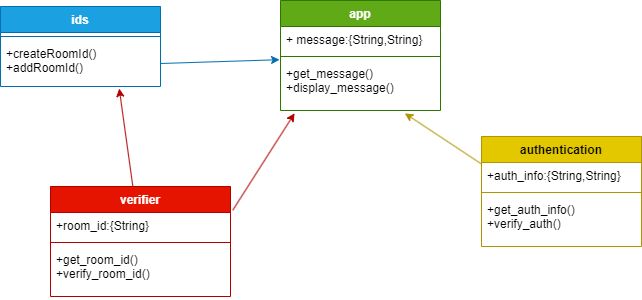 ids
+createRoomId()
+addRoomId()
app
+ message:{String,String}
+get_message()
+display_message()
authentication
+auth_info:{String,String}
+get_auth_info()
+verify_auth()
verifier
+room_id:{String}
+get_room_id()
+verify_room_id()